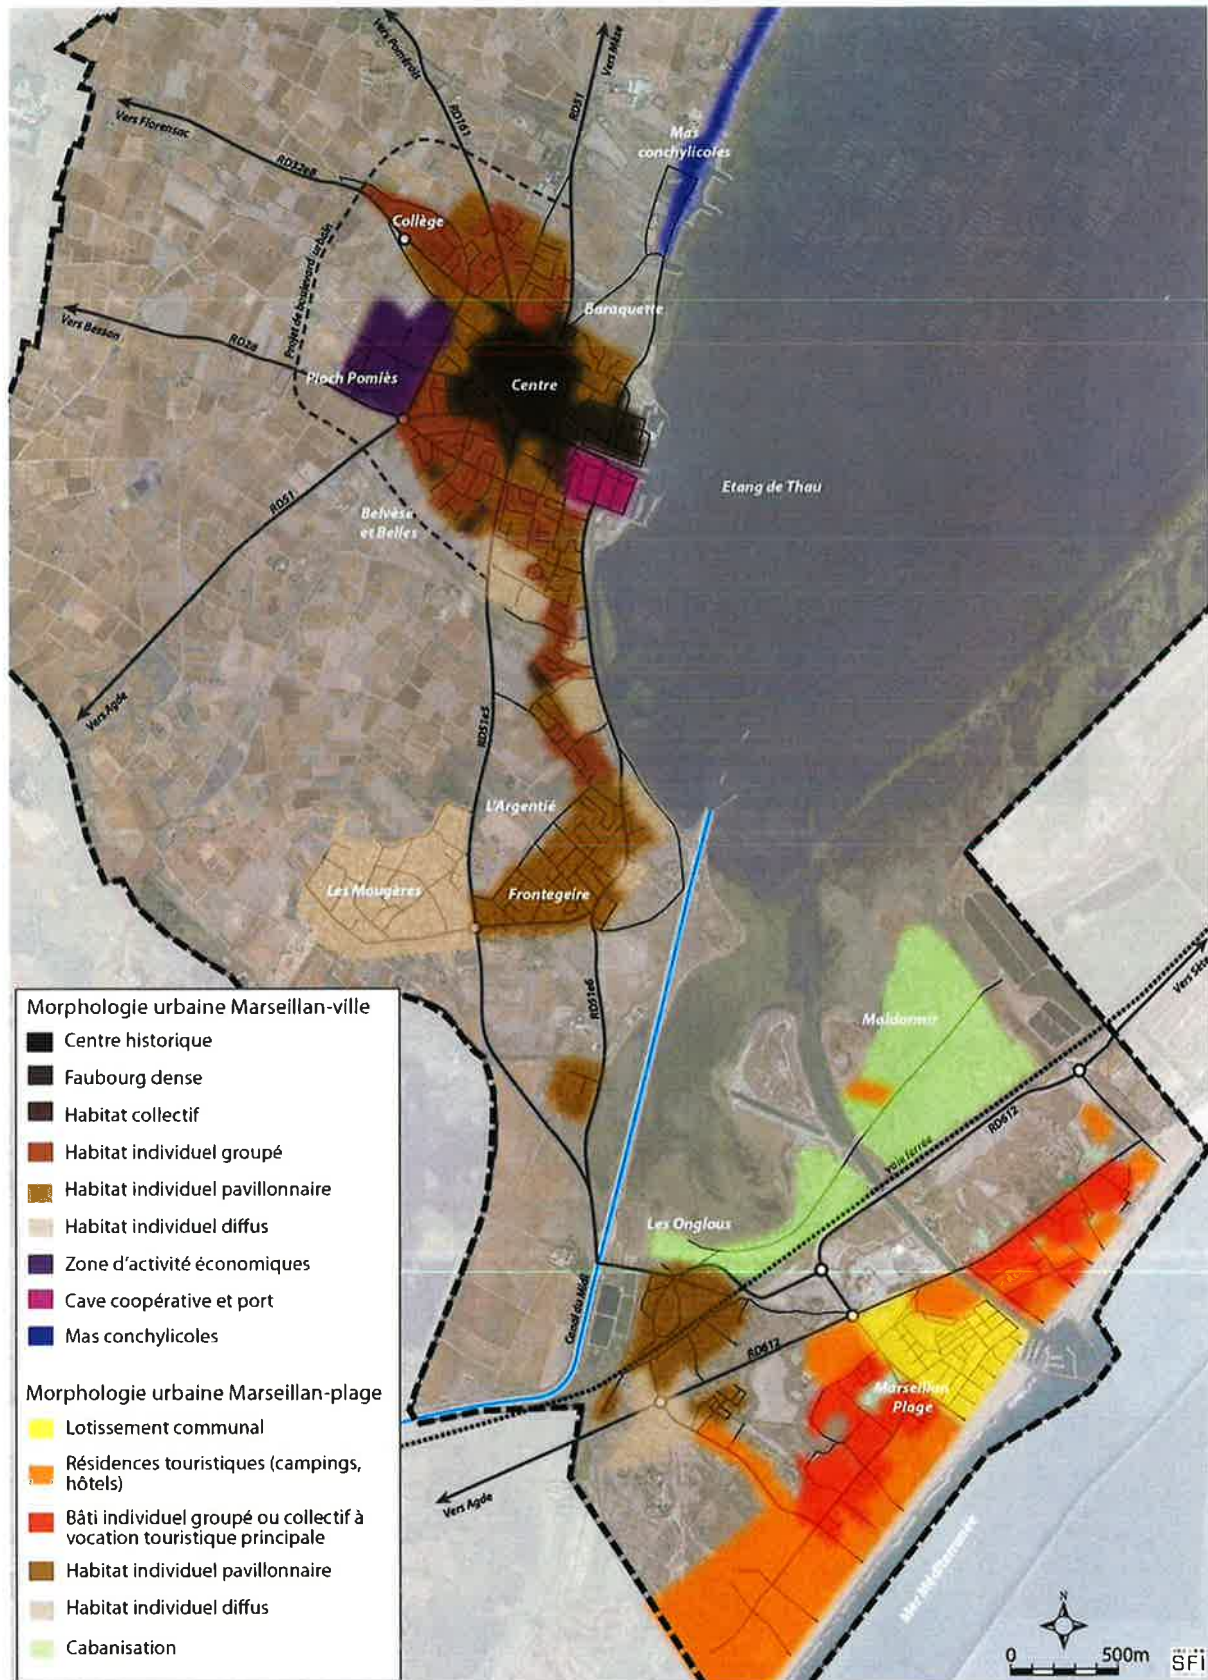 Vers Pomérols
Vers Mèze
RD161
RD51
Vers Florensac
RD32e8
Mas
conchylicoles
Collège
Projet de boulevard urbain
Baraquette
Vers Bessan
RD28
Ploch Pomiès
Centre
RD51
Etang de Thau
Belvèse
et Belles
Vers Agde
RD51e5
L'Argentié
Les Mougères
Frontegeire
RD51e6
Vers Sète
Maldormir
RD612
voie ferrée
Les Onglous
Canal du Midi
RD612
Marseillan
Plage
Vers Agde
Mer Méditerranée
Morphologie urbaine Marseillan-ville
Centre historique
Faubourg dense
Habitat collectif
Habitat individuel groupé
Habitat individuel pavillonnaire
Habitat individuel diffus
Zone d'activité économiques
Cave coopérative et port
Mas conchylicoles
Morphologie urbaine Marseillan-plage
Lotissement communal
Résidences touristiques (campings,
hôtels)
Bâti individuel groupé ou collectif à
vocation touristique principale
Habitat individuel pavillonnaire
Habitat individuel diffus
Cabanisation
N
0 500m
SFI